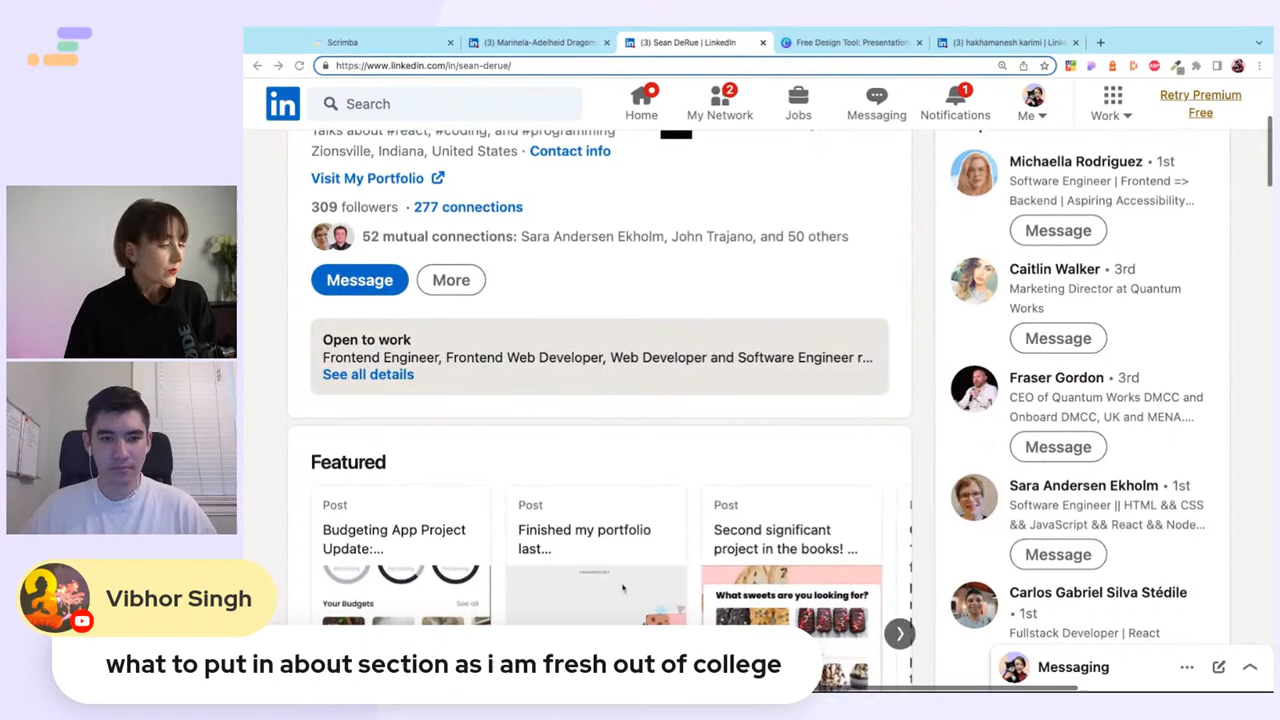 Scrimba
(3) Marinela-Adelheid Dragom
(3) Sean DeRue | LinkedIn
Free Design Tool: Presentation
(3) hakhamanesh karimi | Linke
https://www.linkedin.com/in/sean-derue/
in
Search
Home
2
My Network
Jobs
Messaging
1
Notifications
Me
Work
Retry Premium
Free
Talks about #react, #coding, and #programming
Zionsville, Indiana, United States · Contact info
Visit My Portfolio
309 followers · 277 connections
52 mutual connections: Sara Andersen Ekholm, John Trajano, and 50 others
Message
More
Open to work
Frontend Engineer, Frontend Web Developer, Web Developer and Software Engineer r...
See all details
Featured
Post
Budgeting App Project
Update:...
Your Budgets
See all
Post
Finished my portfolio
last...
Post
Second significant
project in the books! ...
What sweets are you looking for?
Michaella Rodriguez • 1st
Software Engineer | Frontend =>
Backend | Aspiring Accessibility...
Message
Caitlin Walker • 3rd
Marketing Director at Quantum
Works
Message
Fraser Gordon • 3rd
CEO of Quantum Works DMCC and
Onboard DMCC, UK and MENA....
Message
Sara Andersen Ekholm • 1st
Software Engineer || HTML && CSS
&& JavaScript && React && Node...
Message
Carlos Gabriel Silva Stédile
• 1st
Fullstack Developer | React
Messaging
Vibhor Singh
what to put in about section as i am fresh out of college